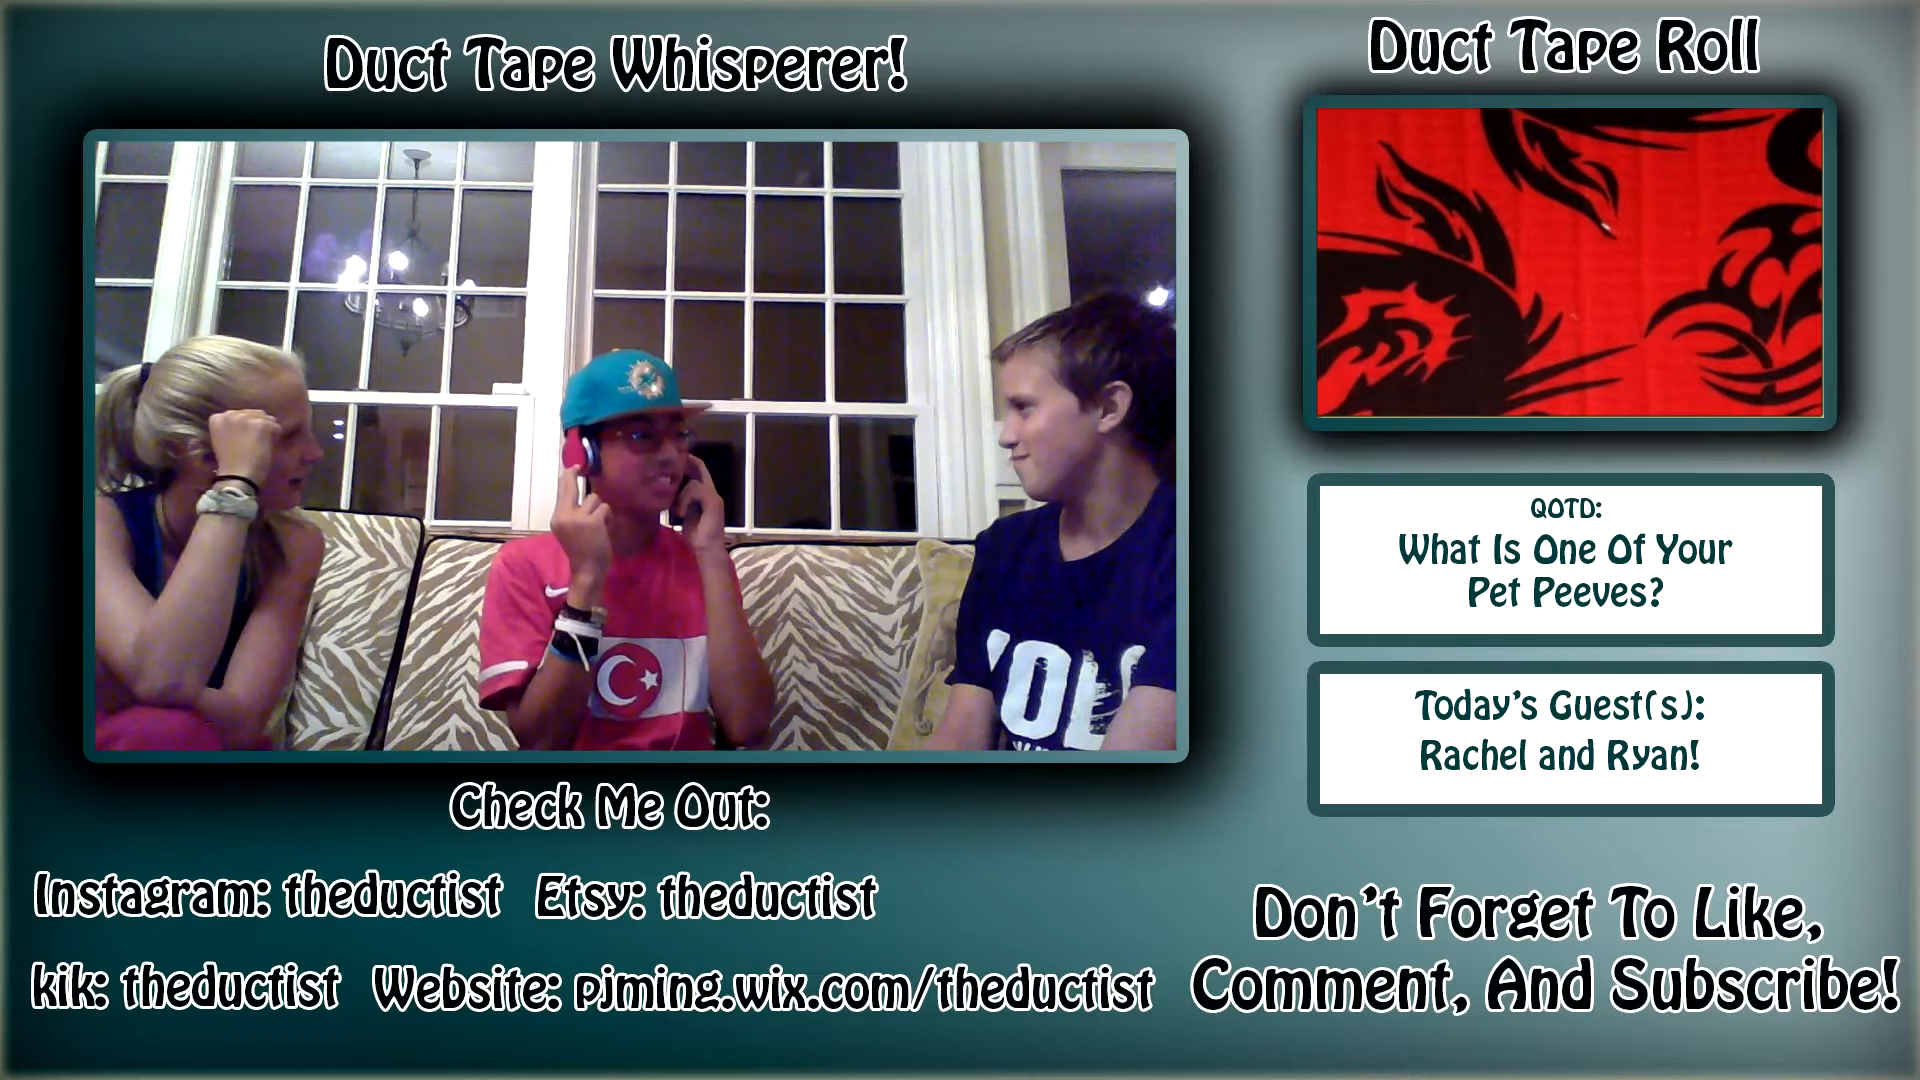 Duct Tape Whisperer!
Duct Tape Roll
QOTD:
What Is One Of Your
Pet Peeves?
Today's Guest(s):
Rachel and Ryan!
Check Me Out:
Instagram: theductist Etsy: theductist
kik: theductist Website: pjming.wix.com/theductist
Don't Forget To Like,
Comment, And Subscribe!